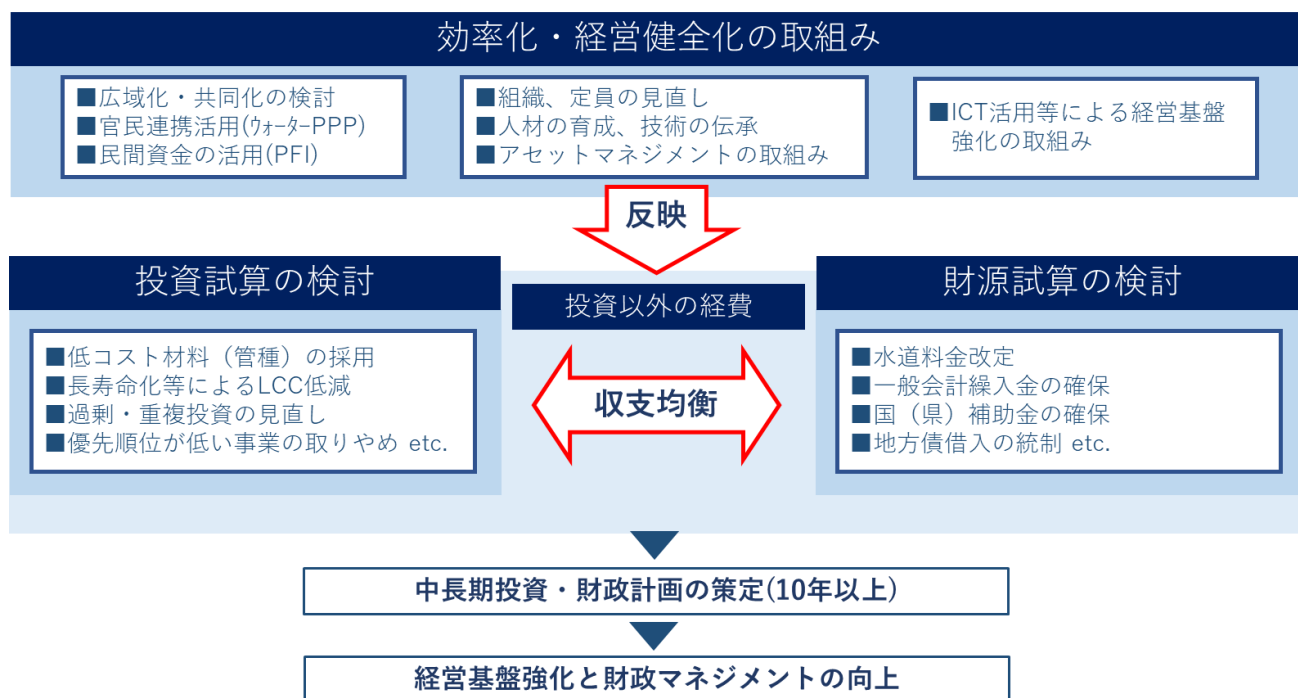 効率化・経営健全化の取組み
■広域化・共同化の検討
■官民連携活用(ｳｫｰﾀｰPPP)
■民間資金の活用(PFI)
■組織、定員の見直し
■人材の育成、技術の伝承
■アセットマネジメントの取組み
■ICT活用等による経営基盤
強化の取組み
反映
投資試算の検討
■低コスト材料（管種）の採用
■長寿命化等によるLCC低減
■過剰・重複投資の見直し
■優先順位が低い事業の取りやめ etc.
投資以外の経費
収支均衡
財源試算の検討
■水道料金改定
■一般会計繰入金の確保
■国（県）補助金の確保
■地方債借入の統制 etc.
中長期投資・財政計画の策定(10年以上)
経営基盤強化と財政マネジメントの向上